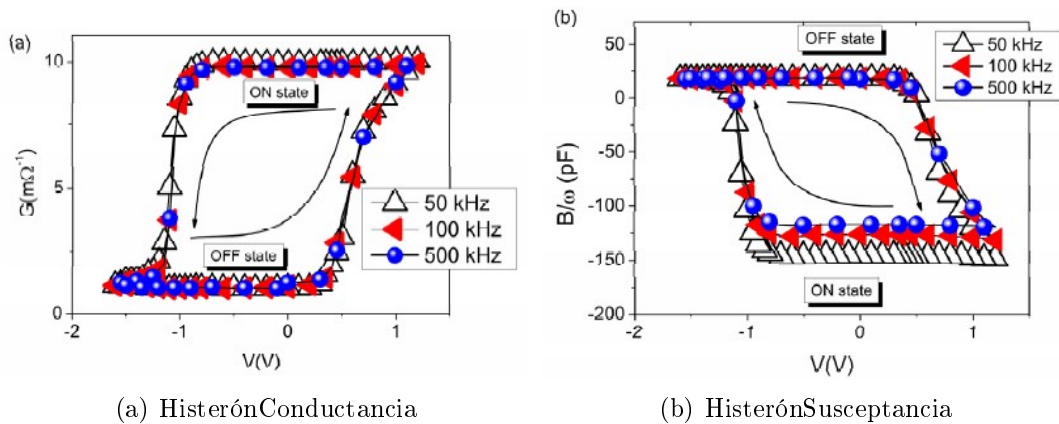 (a)
G(mΩ⁻¹)
10
5
0
ON state
OFF state
50 kHz
100 kHz
500 kHz
-2
-1
0
1
V(V)
(a) HisterónConductancia
(b)
B/ω (pF)
50
0
-50
-100
-150
-200
OFF state
ON state
50 kHz
100 kHz
500 kHz
-2
-1
0
1
2
V(V)
(b) HisterónSusceptancia